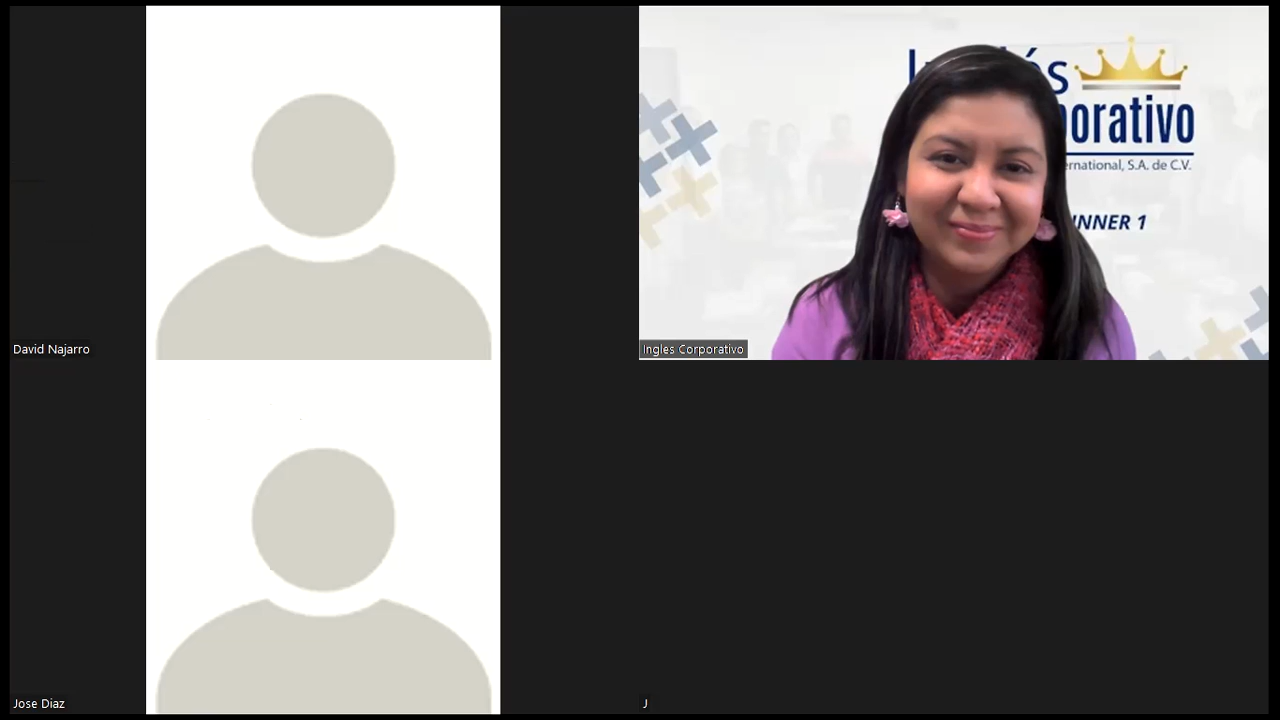 David Najarro
orativo
ernational, S.A. de C.V.
INNER 1
Ingles Corporativo
Jose Diaz
J